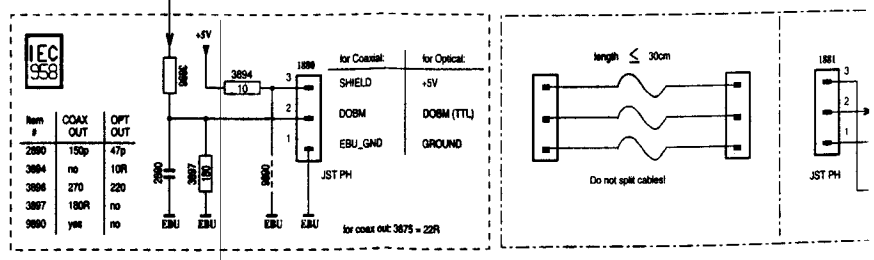 IEC
958
+5V
3896
3894
10
1880
3
2
1
for Coaxial: for Optical:
SHIELD +5V
DOBM DOBM (TTL)
EBU_GND GROUND
JST PH
Item # COAX OUT OPT OUT
2890 150p 47p
3894 no 10R
3896 270 220
3897 180R no
9890 yes no
2890
3897
180
9890
EBU EBU EBU EBU
for coax out: 3875 = 22R
length ≤ 30cm
Do not split cables!
1881
3
2
1
JST PH